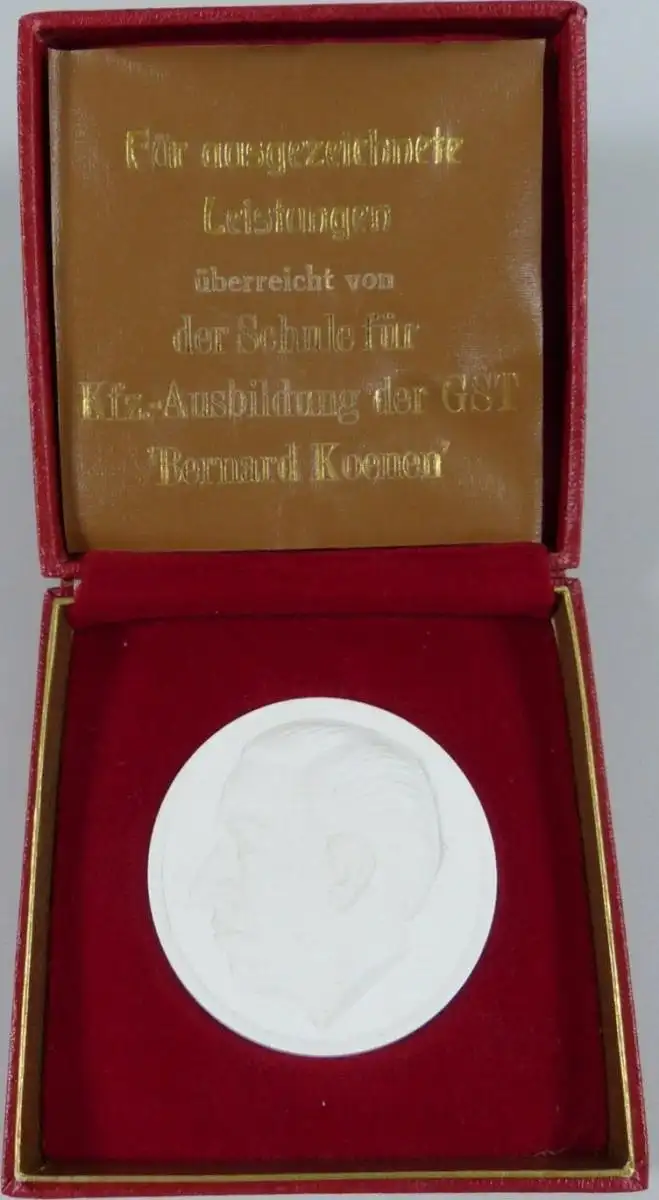 Für ausgezeichnete
Leistungen
überreicht von
der Schule für
Kfz.-Ausbildung der GST
"Bernard Koenen"